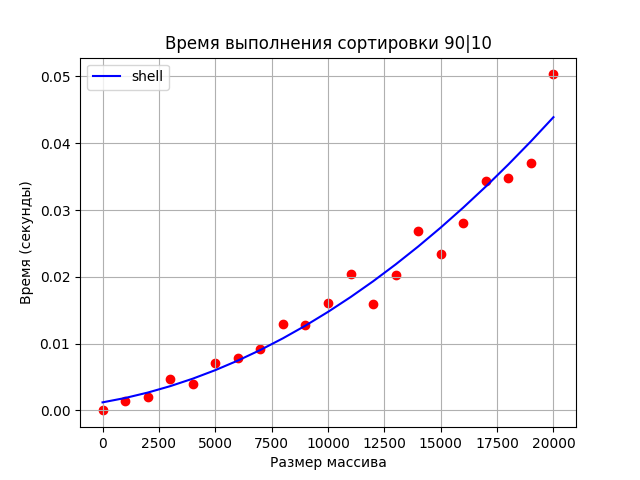 Время выполнения сортировки 90|10
shell
0.05
0.04
0.03
0.02
0.01
0.00
Время (секунды)
0 2500 5000 7500 10000 12500 15000 17500 20000
Размер массива